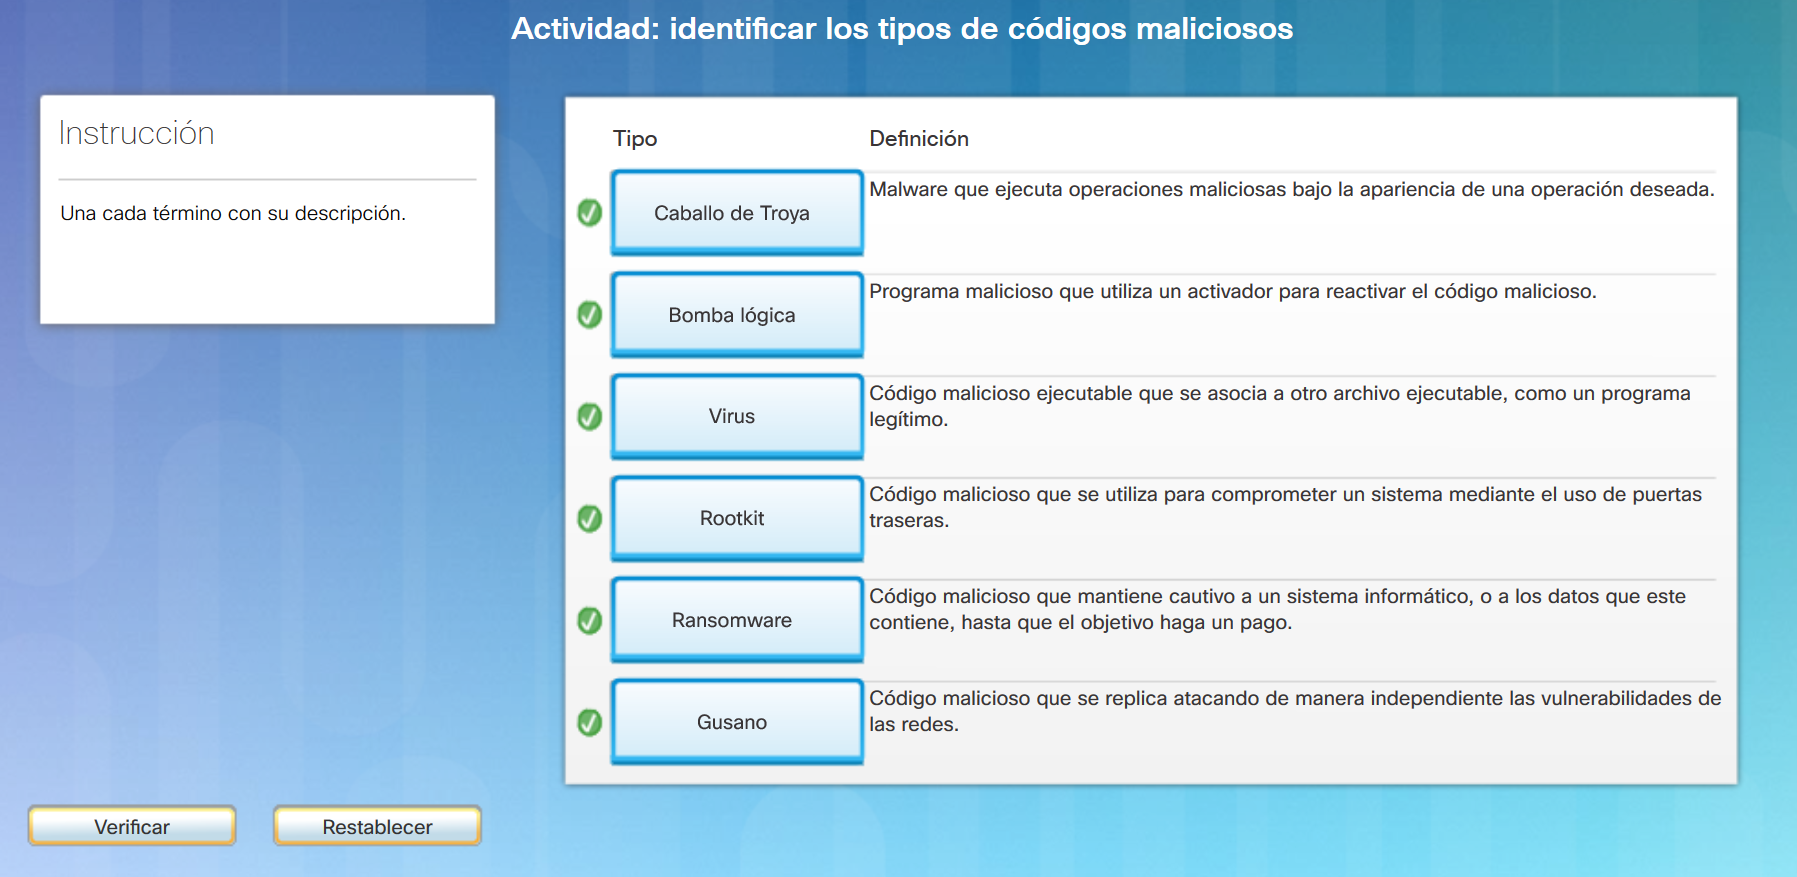 Actividad: identificar los tipos de códigos maliciosos
Instrucción
Una cada término con su descripción.
Tipo
Definición
Caballo de Troya
Malware que ejecuta operaciones maliciosas bajo la apariencia de una operación deseada.
Bomba lógica
Programa malicioso que utiliza un activador para reactivar el código malicioso.
Virus
Código malicioso ejecutable que se asocia a otro archivo ejecutable, como un programa
legítimo.
Rootkit
Código malicioso que se utiliza para comprometer un sistema mediante el uso de puertas
traseras.
Ransomware
Código malicioso que mantiene cautivo a un sistema informático, o a los datos que este
contiene, hasta que el objetivo haga un pago.
Gusano
Código malicioso que se replica atacando de manera independiente las vulnerabilidades de
las redes.
Verificar
Restablecer